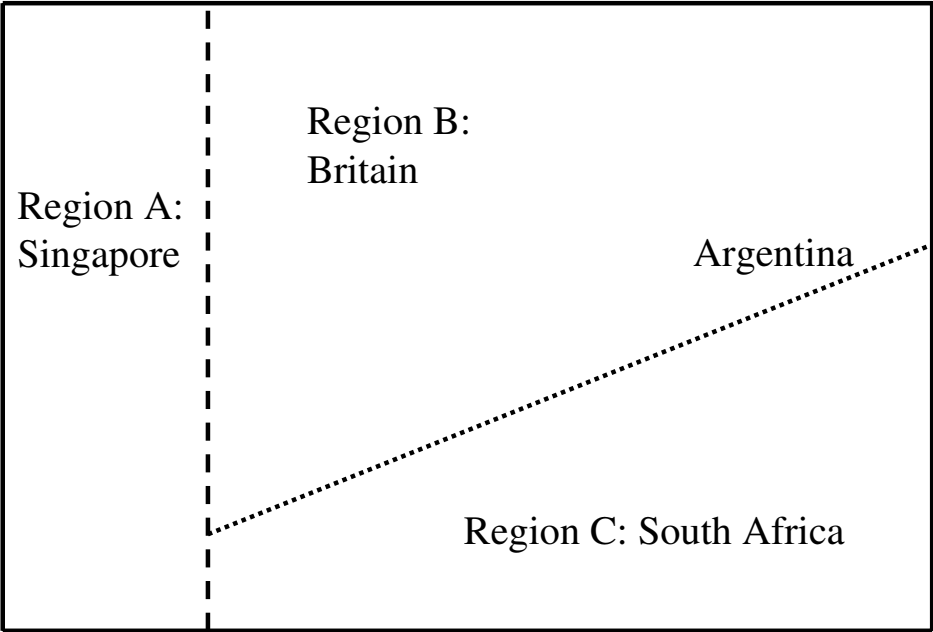 Region A:
Singapore
Region B:
Britain
Argentina
Region C: South Africa